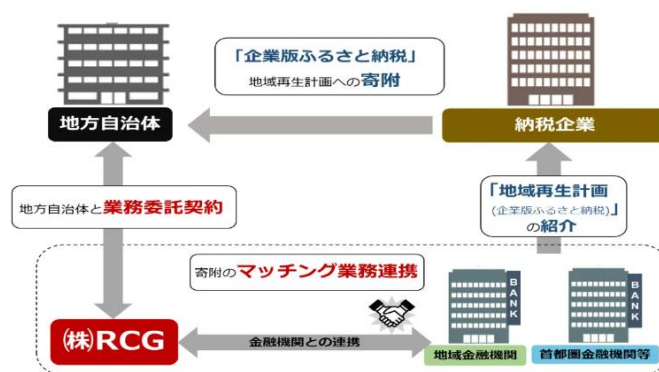 「企業版ふるさと納税」
地域再生計画への寄附
地方自治体
納税企業
地方自治体と業務委託契約
「地域再生計画
(企業版ふるさと納税)」
の紹介
寄附のマッチング業務連携
BANK
BANK
㈱RCG
金融機関との連携
地域金融機関
首都圏金融機関等